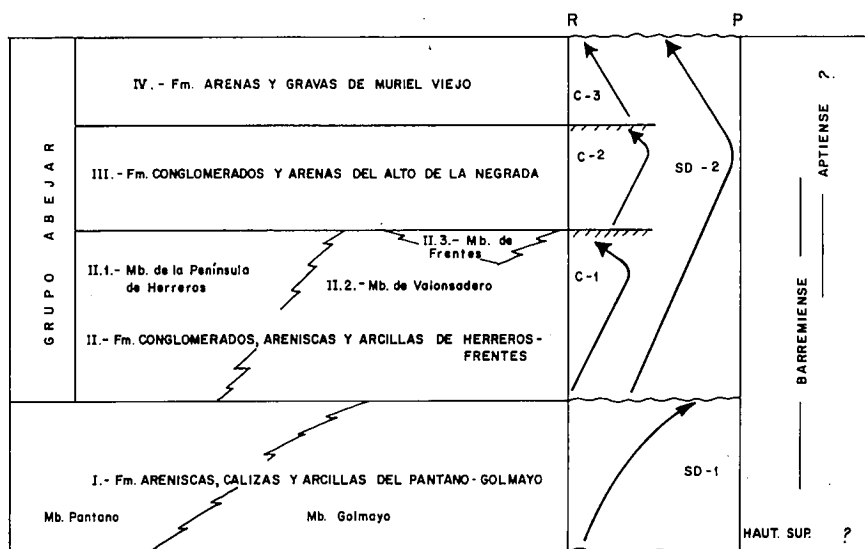 R P
GRUPO ABEJAR
IV.- Fm. ARENAS Y GRAVAS DE MURIEL VIEJO
III.- Fm. CONGLOMERADOS Y ARENAS DEL ALTO DE LA NEGRADA
II.1.- Mb. de la Península
de Herreros
II.3.- Mb. de
Frentes
II.2.- Mb. de Valonsadero
II.- Fm. CONGLOMERADOS, ARENISCAS Y ARCILLAS DE HERREROS-
FRENTES
I.- Fm. ARENISCAS, CALIZAS Y ARCILLAS DEL PANTANO-GOLMAYO
Mb. Pantano
Mb. Golmayo
C-3
C-2
C-1
SD-2
SD-1
BARREMIENSE
APTIENSE ?
HAUT. SUP. ?